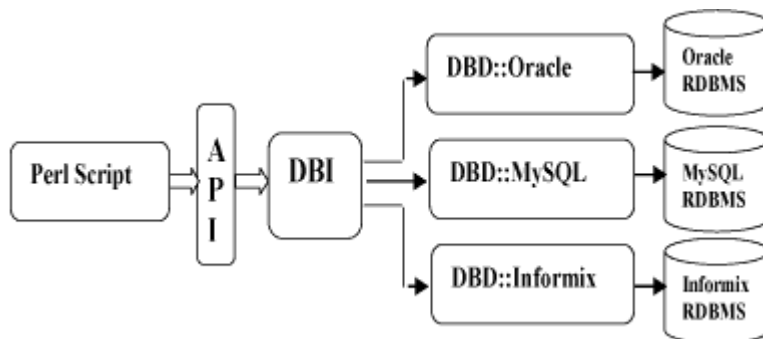 Perl Script
A
P
I
DBI
DBD::Oracle
Oracle
RDBMS
DBD::MySQL
MySQL
RDBMS
DBD::Informix
Informix
RDBMS